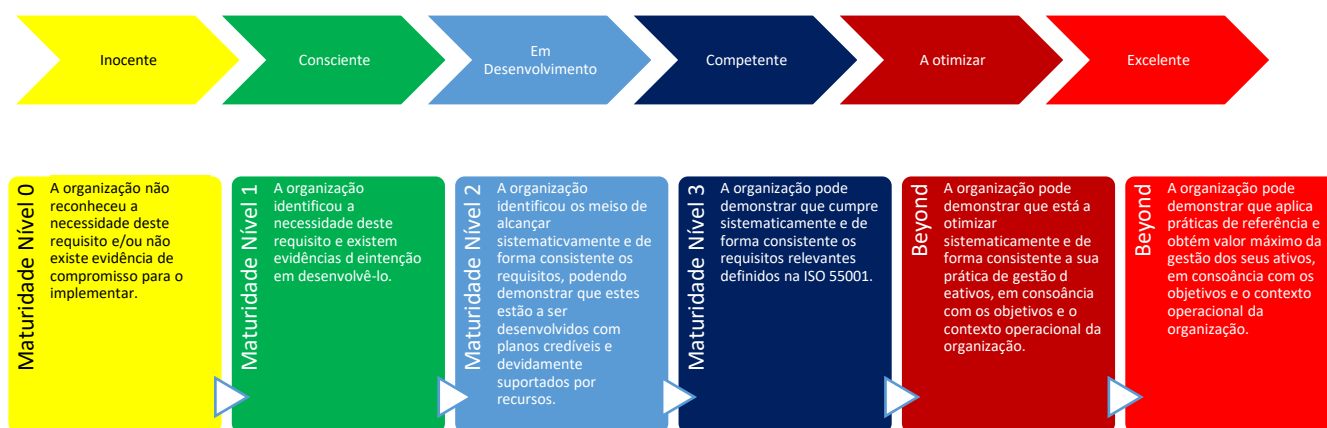 Inocente
Consciente
Em
Desenvolvimento
Competente
A otimizar
Excelente
Maturidade Nível 0
A organização não
reconheceu a
necessidade deste
requisito e/ou não
existe evidência de
compromisso para o
implementar.
Maturidade Nível 1
A organização
identificou a
necessidade deste
requisito e existem
evidências d eintenção
em desenvolvê-lo.
Maturidade Nível 2
A organização
identificou os meiso de
alcançar
sistematicvamente e de
forma consistente os
requisitos, podendo
demonstrar que estes
estão a ser
desenvolvidos com
planos credíveis e
devidamente
suportados por
recursos.
Maturidade Nível 3
A organização pode
demonstrar que cumpre
sistematicamente e de
forma consistente os
requisitos relevantes
definidos na ISO 55001.
Beyond
A organização pode
demonstrar que está a
otimizar
sistematicamente e de
forma consistente a sua
prática de gestão d
eativos, em consoância
com os objetivos e o
contexto operacional da
organização.
Beyond
A organização pode
demonstrar que aplica
práticas de referência e
obtém valor máximo da
gestão dos seus ativos,
em consoância com os
objetivos e o contexto
operacional da
organização.